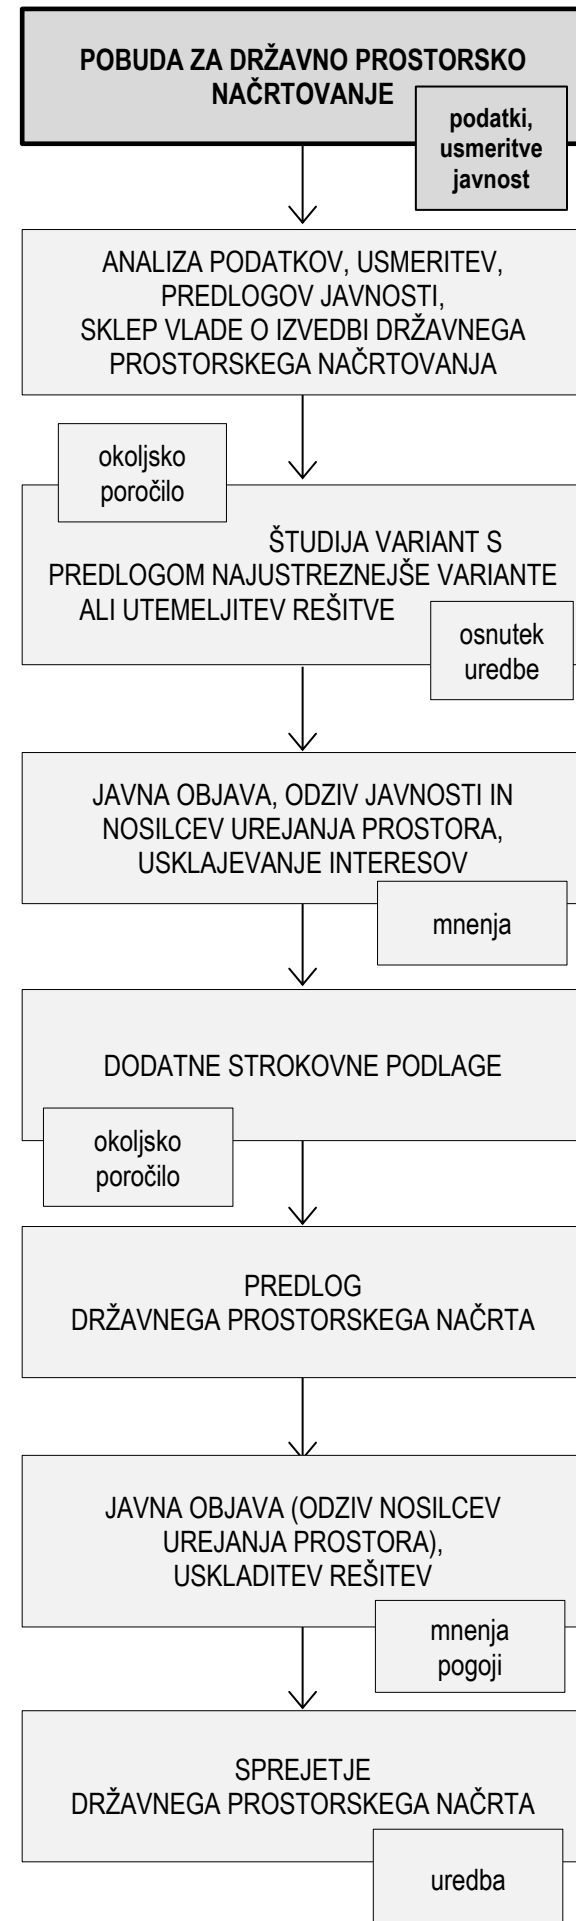 POBUDA ZA DRŽAVNO PROSTORSKO
NAČRTOVANJE
podatki,
usmeritve
javnost
ANALIZA PODATKOV, USMERITEV,
PREDLOGOV JAVNOSTI,
SKLEP VLADE O IZVEDBI DRŽAVNEGA
PROSTORSKEGA NAČRTOVANJA
okoljsko
poročilo
ŠTUDIJA VARIANT S
PREDLOGOM NAJUSTREZNEJŠE VARIANTE
ALI UTEMELJITEV REŠITVE
osnutek
uredbe
JAVNA OBJAVA, ODZIV JAVNOSTI IN
NOSILCEV UREJANJA PROSTORA,
USKLAJEVANJE INTERESOV
mnenja
DODATNE STROKOVNE PODLAGE
okoljsko
poročilo
PREDLOG
DRŽAVNEGA PROSTORSKEGA NAČRTA
JAVNA OBJAVA (ODZIV NOSILCEV
UREJANJA PROSTORA),
USKLADITEV REŠITEV
mnenja
pogoji
SPREJETJE
DRŽAVNEGA PROSTORSKEGA NAČRTA
uredba